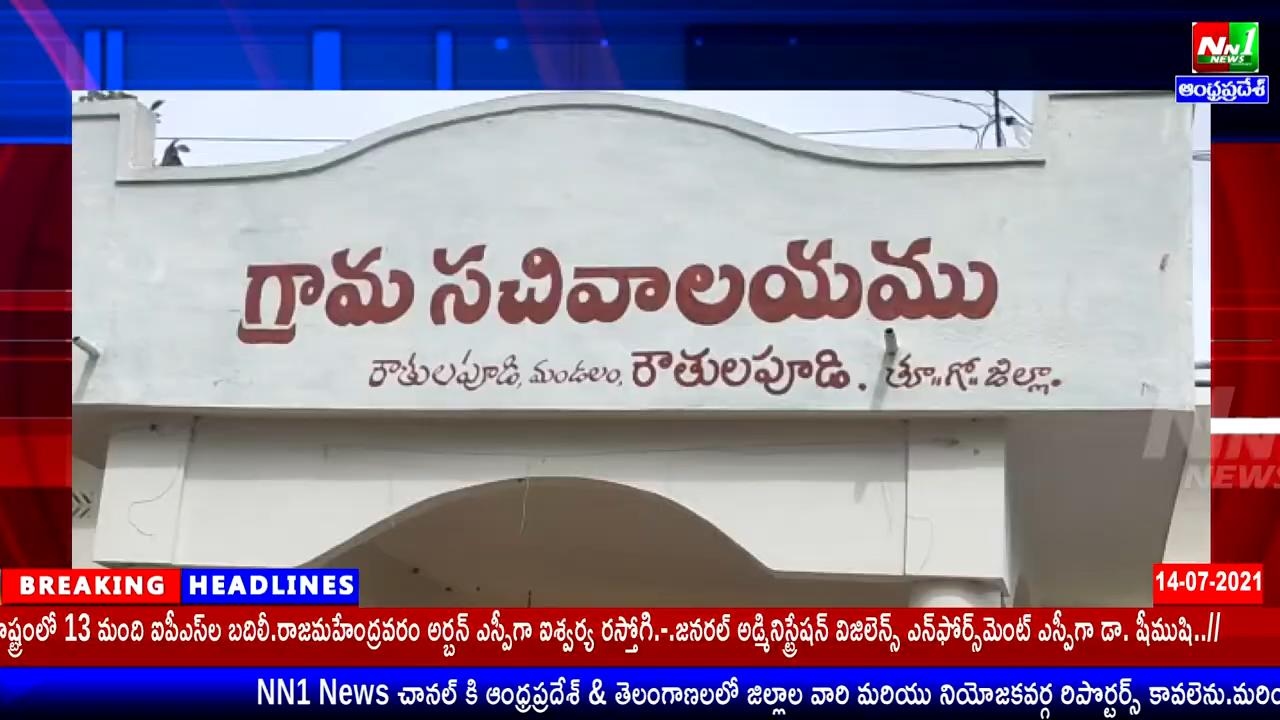 NN1
NEWS
ఆంధ్రప్రదేశ్
గ్రామ సచివాలయము
రౌతులపూడి, మండలం, రౌతులపూడి. తూ.. గో.. జిల్లా.
NN
NEWS
BREAKING HEADLINES
14-07-2021
13 మంది ఐపీఎస్‌ల బదిలీ.రాజమహేంద్రవరం అర్బన్ ఎస్పీగా ఐశ్వర్య రస్తోగి.-.జనరల్ అడ్మినిస్ట్రేషన్ విజిలెన్స్ ఎన్‌ఫోర్స్‌మెంట్ ఎస్పీగా డా. షీముషి..//
NN1 News చానల్ కి ఆంధ్రప్రదేశ్ & తెలంగాణలలో జిల్లాల వారి మరియు నియోజకవర్గ రిపొర్టర్స్ కావలెను.